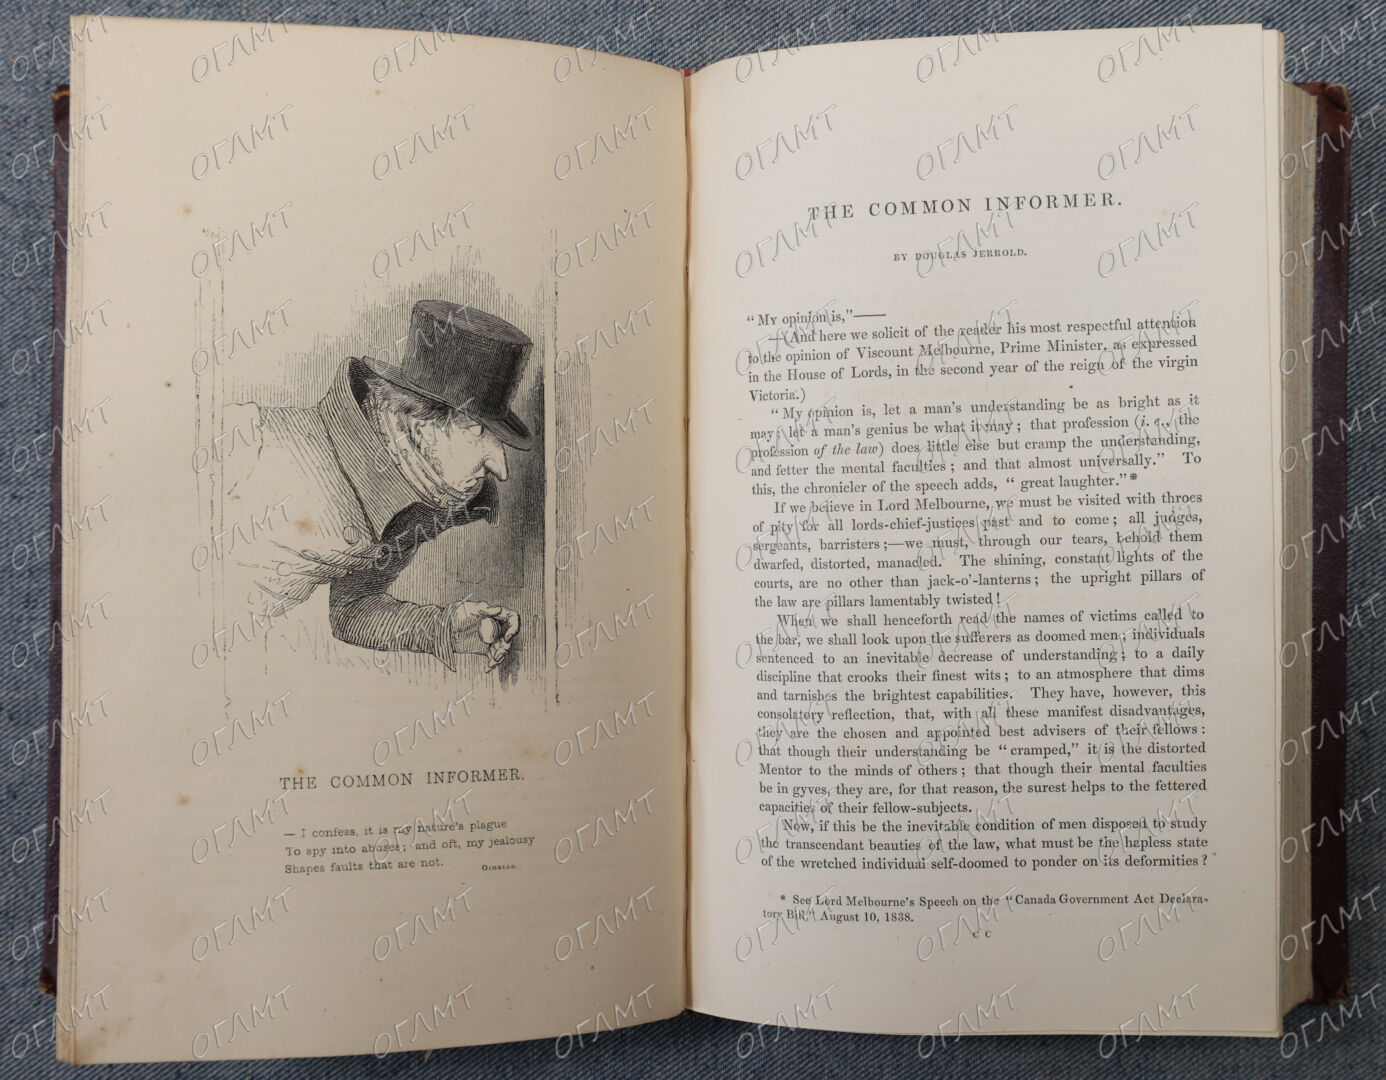 THE COMMON INFORMER.
— I confess, it is my nature's plague
To spy into abuses; and oft, my jealousy
Shapes faults that are not.
OTHELLO.
THE COMMON INFORMER.
BY DOUGLAS JERROLD.
“ MY opinion is,”——
—(And here we solicit of the reader his most respectful attention
to the opinion of Viscount Melbourne, Prime Minister, as expressed
in the House of Lords, in the second year of the reign of the virgin
Victoria.)
“ My opinion is, let a man's understanding be as bright as it
may; let a man's genius be what it may; that profession (i. e., the
profession of the law) does little else but cramp the understanding,
and fetter the mental faculties; and that almost universally.” To
this, the chronicler of the speech adds, “ great laughter.”*
If we believe in Lord Melbourne, we must be visited with throes
of pity for all lords-chief-justices past and to come; all judges,
sergeants, barristers;—we must, through our tears, behold them
dwarfed, distorted, manacled. The shining, constant lights of the
courts, are no other than jack-o'-lanterns; the upright pillars of
the law are pillars lamentably twisted!
When we shall henceforth read the names of victims called to
the bar, we shall look upon the sufferers as doomed men; individuals
sentenced to an inevitable decrease of understanding; to a daily
discipline that crooks their finest wits; to an atmosphere that dims
and tarnishes the brightest capabilities. They have, however, this
consolatory reflection, that, with all these manifest disadvantages,
they are the chosen and appointed best advisers of their fellows:
that though their understanding be “ cramped,” it is the distorted
Mentor to the minds of others; that though their mental faculties
be in gyves, they are, for that reason, the surest helps to the fettered
capacities of their fellow-subjects.
Now, if this be the inevitable condition of men disposed to study
the transcendant beauties of the law, what must be the hapless state
of the wretched individual self-doomed to ponder on its deformities?
* See Lord Melbourne's Speech on the “Canada Government Act Declara-
tory Bill,” August 10, 1838.
C C